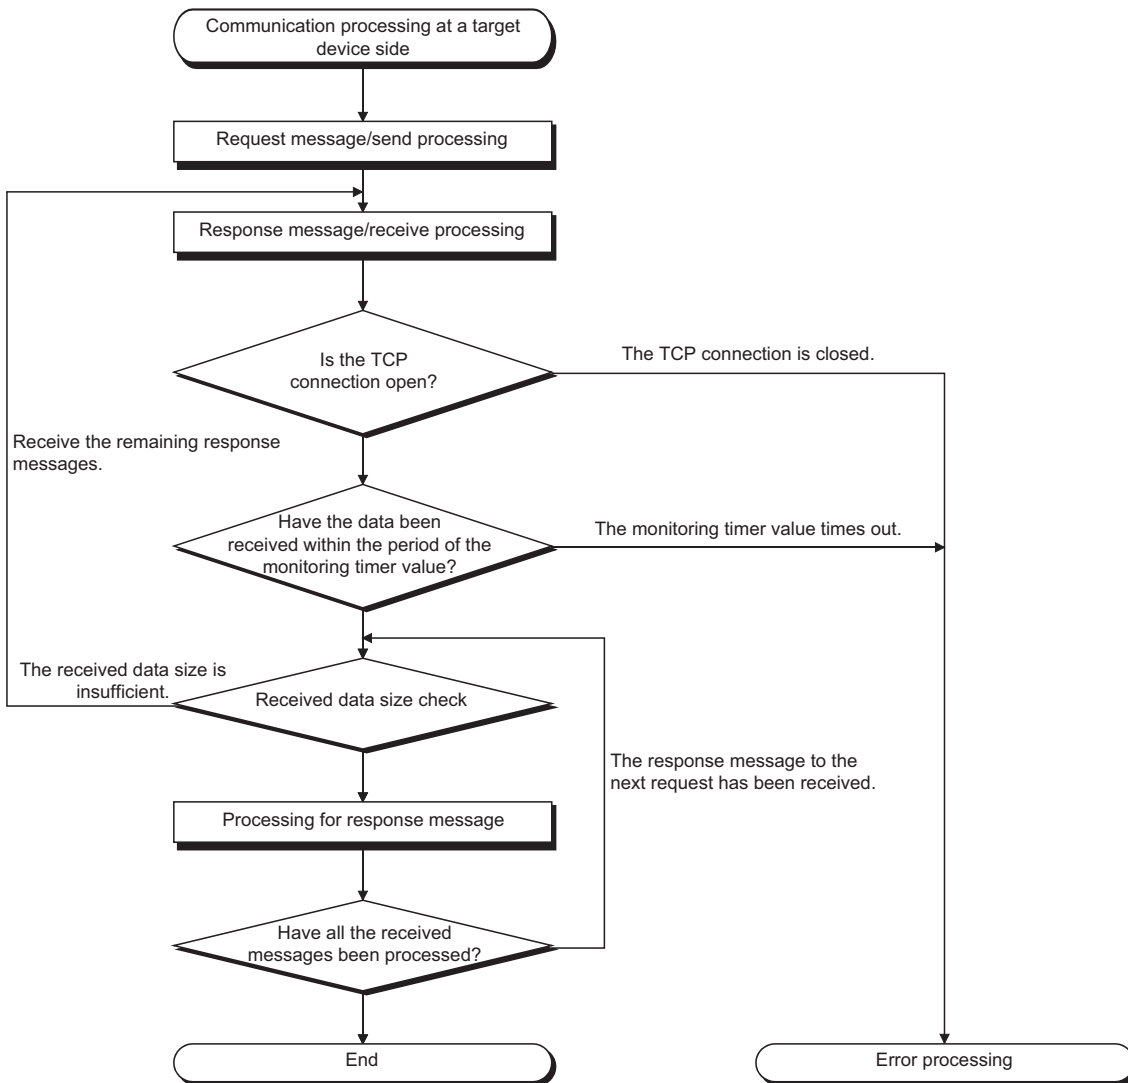 Communication processing at a target
device side
Request message/send processing
Response message/receive processing
Is the TCP
connection open?
The TCP connection is closed.
Receive the remaining response
messages.
Have the data been
received within the period of the
monitoring timer value?
The monitoring timer value times out.
The received data size is
insufficient.
Received data size check
The response message to the
next request has been received.
Processing for response message
Have all the received
messages been processed?
End
Error processing